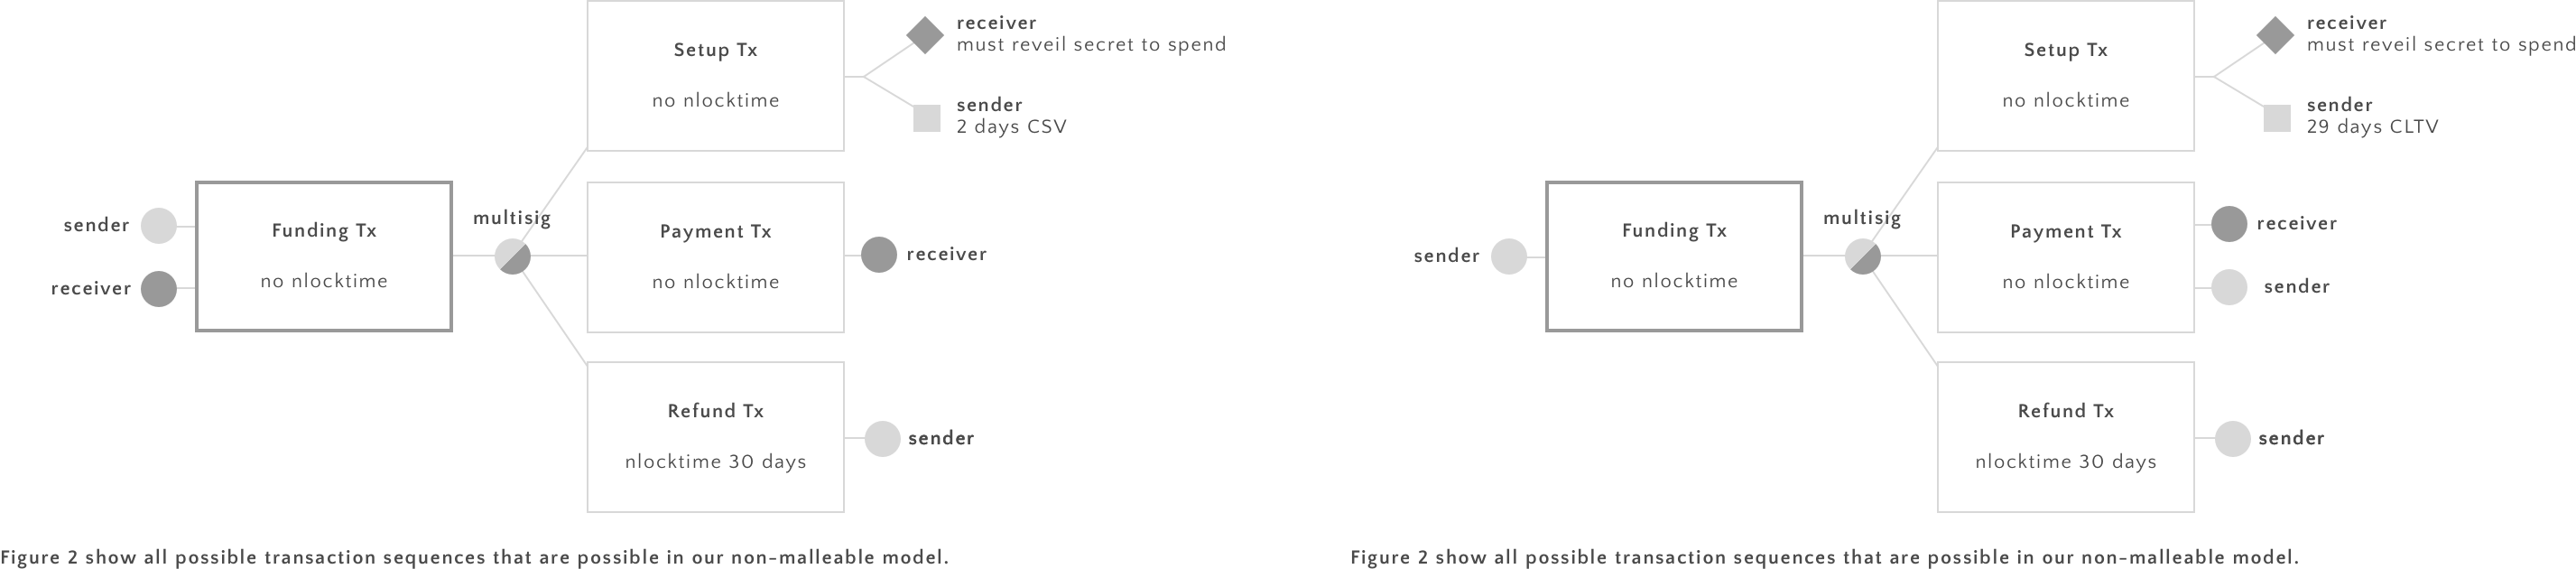 receiver
must reveil secret to spend
Setup Tx
no nlocktime
sender
2 days CSV
multisig
sender
Funding Tx
no nlocktime
receiver
Payment Tx
no nlocktime
receiver
Refund Tx
nlocktime 30 days
sender
Figure 2 show all possible transaction sequences that are possible in our non-malleable model.
receiver
must reveil secret to spend
Setup Tx
no nlocktime
sender
29 days CLTV
multisig
sender
Funding Tx
no nlocktime
Payment Tx
no nlocktime
receiver
sender
Refund Tx
nlocktime 30 days
sender
Figure 2 show all possible transaction sequences that are possible in our non-malleable model.